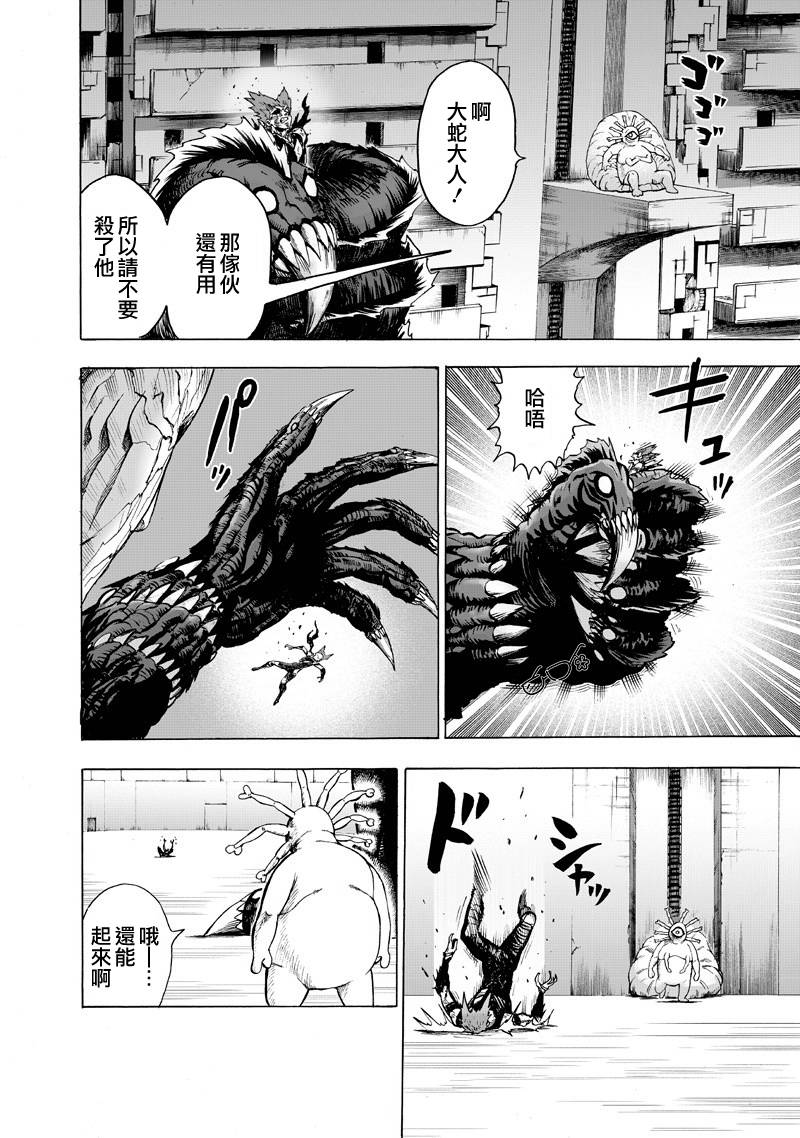 ゴゴゴ
啊
大蛇大人！
那傢伙
還有用
所以請不要
殺了他
キュッ
哈唔
パッ
シャッ
ドッ
哦—…
還能
起來啊